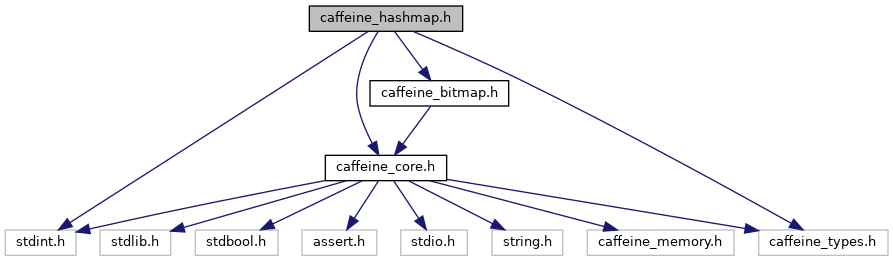 caffeine_hashmap.h
caffeine_bitmap.h
caffeine_core.h
stdint.h
stdlib.h
stdbool.h
assert.h
stdio.h
string.h
caffeine_memory.h
caffeine_types.h